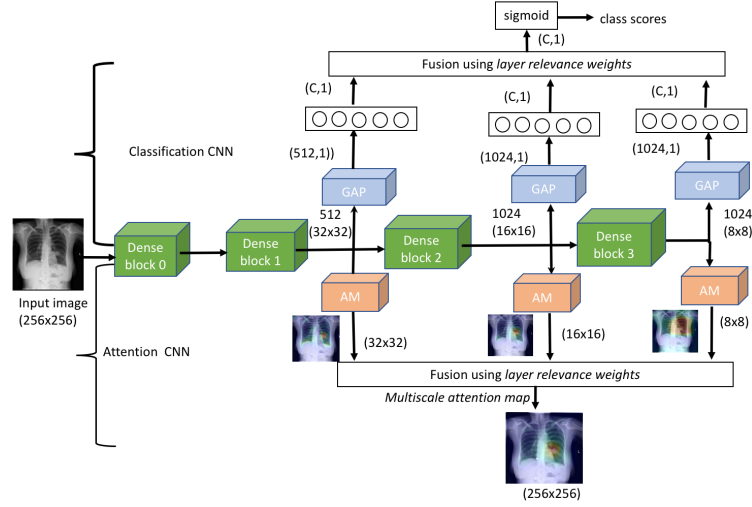 sigmoid
class scores
(C,1)
Fusion using layer relevance weights
(C,1)
(C,1)
(C,1)
Classification CNN
(512,1))
(1024,1)
(1024,1)
GAP
GAP
GAP
512
(32x32)
1024
(16x16)
1024
(8x8)
Dense
block 0
Dense
block 1
Dense
block 2
Dense
block 3
Input image
(256x256)
AM
AM
AM
Attention CNN
(32x32)
(16x16)
(8x8)
Fusion using layer relevance weights
Multiscale attention map
(256x256)